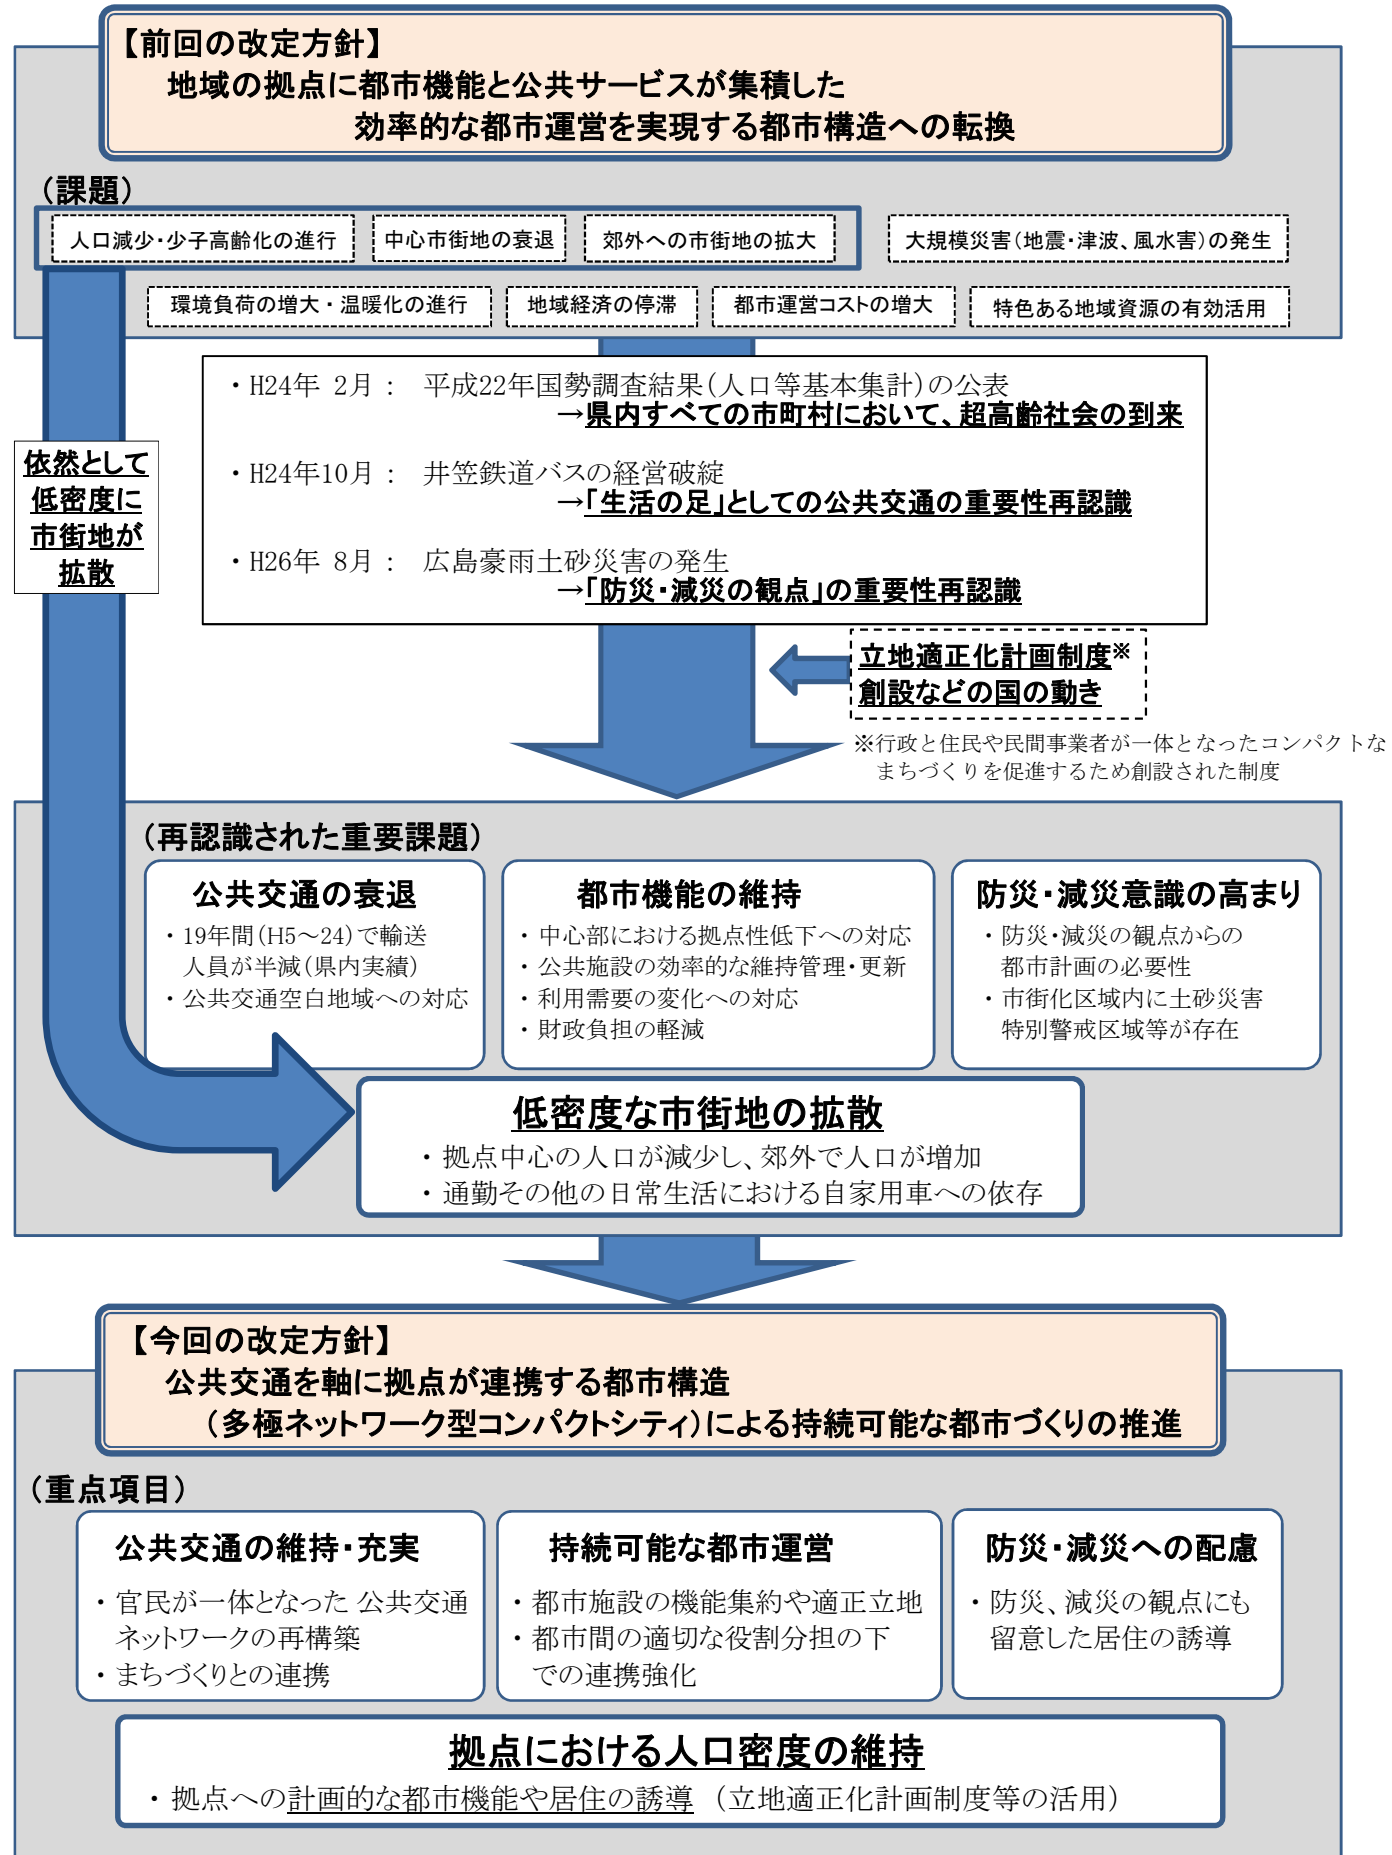 【前回の改定方針】
地域の拠点に都市機能と公共サービスが集積した
効率的な都市運営を実現する都市構造への転換
（課題）
人口減少・少子高齢化の進行
中心市街地の衰退
郊外への市街地の拡大
大規模災害（地震・津波、風水害）の発生
環境負荷の増大・温暖化の進行
地域経済の停滞
都市運営コストの増大
特色ある地域資源の有効活用
・H24年 2月： 平成22年国勢調査結果（人口等基本集計）の公表
→県内すべての市町村において、超高齢社会の到来
・H24年10月： 井笠鉄道バスの経営破綻
→「生活の足」としての公共交通の重要性再認識
・H26年 8月： 広島豪雨土砂災害の発生
→「防災・減災の観点」の重要性再認識
依然として
低密度に
市街地が
拡散
立地適正化計画制度※
創設などの国の動き
※行政と住民や民間事業者が一体となったコンパクトな
まちづくりを促進するため創設された制度
（再認識された重要課題）
公共交通の衰退
・19年間（H5～24）で輸送
人員が半減（県内実績）
・公共交通空白地域への対応
都市機能の維持
・中心部における拠点性低下への対応
・公共施設の効率的な維持管理・更新
・利用需要の変化への対応
・財政負担の軽減
防災・減災意識の高まり
・防災・減災の観点からの
都市計画の必要性
・市街化区域内に土砂災害
特別警戒区域等が存在
低密度な市街地の拡散
・拠点中心の人口が減少し、郊外で人口が増加
・通勤その他の日常生活における自家用車への依存
【今回の改定方針】
公共交通を軸に拠点が連携する都市構造
（多極ネットワーク型コンパクトシティ）による持続可能な都市づくりの推進
（重点項目）
公共交通の維持・充実
・官民が一体となった 公共交通
ネットワークの再構築
・まちづくりとの連携
持続可能な都市運営
・都市施設の機能集約や適正立地
・都市間の適切な役割分担の下
での連携強化
防災・減災への配慮
・防災、減災の観点にも
留意した居住の誘導
拠点における人口密度の維持
・拠点への計画的な都市機能や居住の誘導 （立地適正化計画制度等の活用）